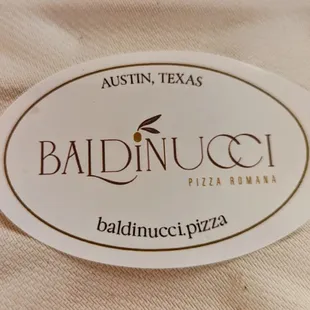 AUSTIN, TEXAS
BALDINUCCI
PIZZA ROMANA
baldinucci.pizza